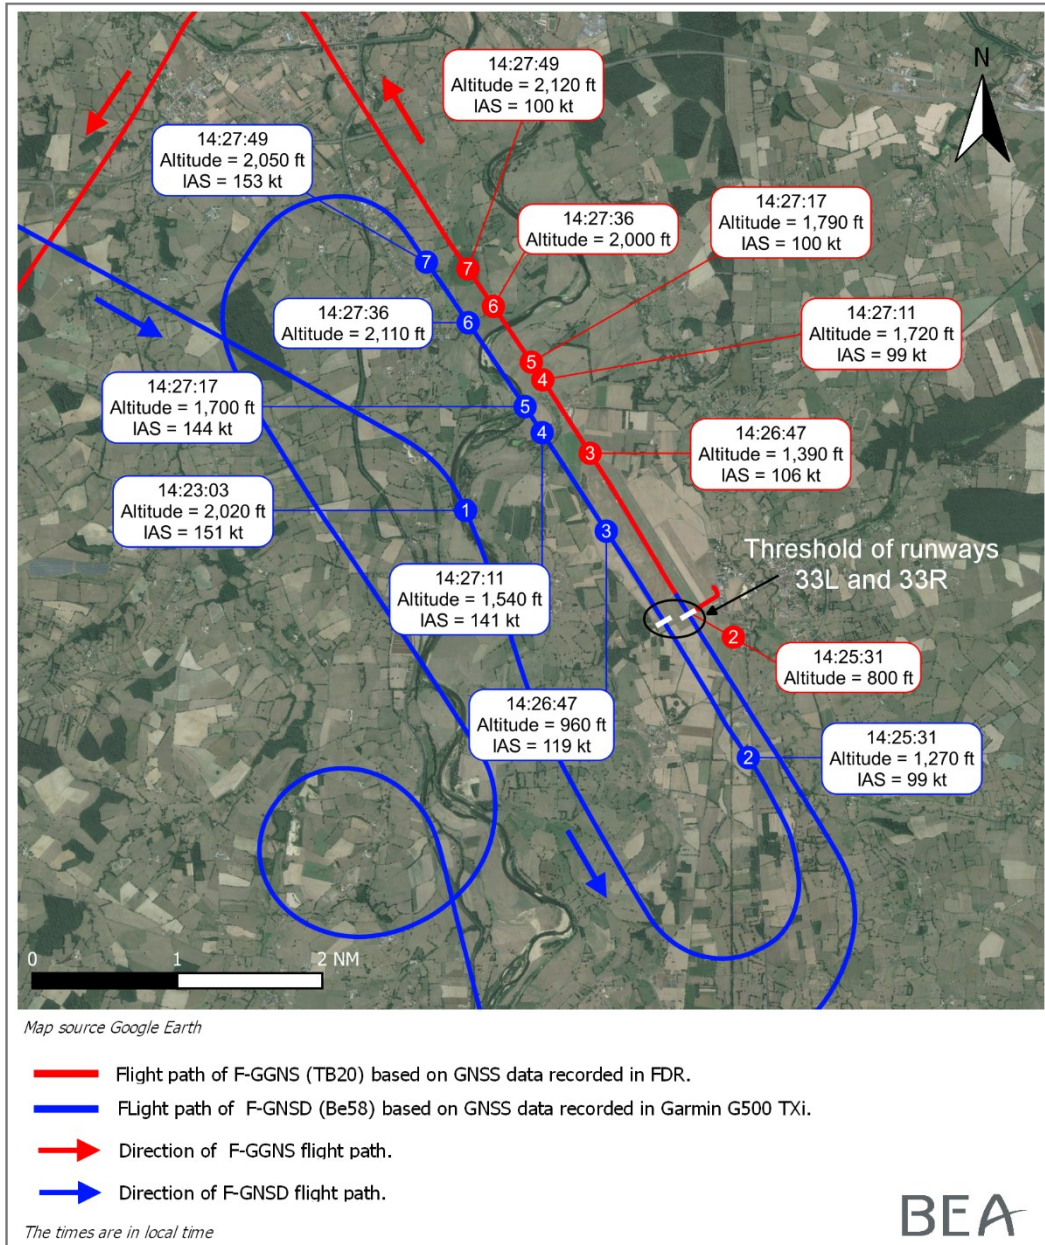 14:27:49
Altitude = 2,120 ft
IAS = 100 kt
N
14:27:49
Altitude = 2,050 ft
IAS = 153 kt
14:27:17
Altitude = 1,790 ft
IAS = 100 kt
14:27:36
Altitude = 2,000 ft
7
7
6
14:27:36
Altitude = 2,110 ft
6
14:27:11
Altitude = 1,720 ft
IAS = 99 kt
5
4
14:27:17
Altitude = 1,700 ft
IAS = 144 kt
5
4
3
14:26:47
Altitude = 1,390 ft
IAS = 106 kt
14:23:03
Altitude = 2,020 ft
IAS = 151 kt
1
3
Threshold of runways
33L and 33R
14:27:11
Altitude = 1,540 ft
IAS = 141 kt
2
14:25:31
Altitude = 800 ft
14:26:47
Altitude = 960 ft
IAS = 119 kt
2
14:25:31
Altitude = 1,270 ft
IAS = 99 kt
0 1 2 NM
Map source Google Earth
Flight path of F-GGNS (TB20) based on GNSS data recorded in FDR.
FLight path of F-GNSD (Be58) based on GNSS data recorded in Garmin G500 TXi.
Direction of F-GGNS flight path.
Direction of F-GNSD flight path.
The times are in local time
BEA